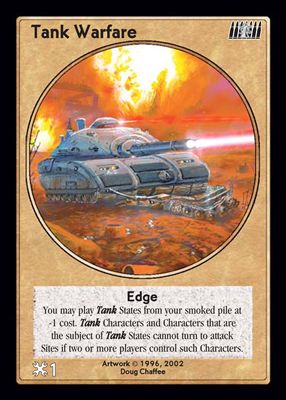 Tank Warfare
Edge
You may play Tank States from your smoked pile at
-1 cost. Tank Characters and Characters that are
the subject of Tank States cannot turn to attack
Sites if two or more players control such Characters.
Artwork © 1996, 2002
Doug Chaffee
1